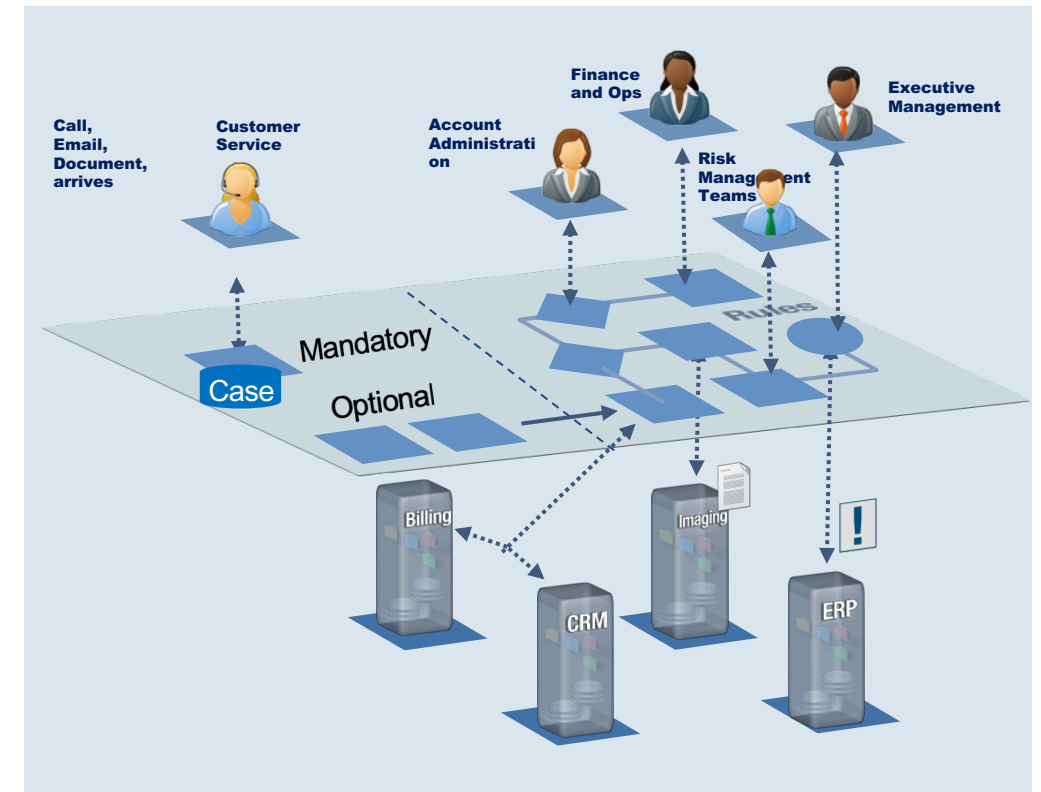 Call,
Email,
Document,
arrives
Customer
Service
Account
Administrati
on
Finance
and Ops
Risk
Management
Teams
Executive
Management
Rules
Mandatory
Optional
Case
Billing
Imaging
CRM
ERP
!